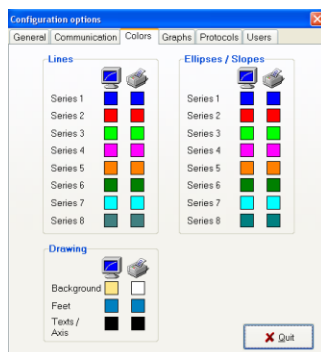 Configuration options
General Communication Colors Graphs Protocols Users
Lines
Series 1
Series 2
Series 3
Series 4
Series 5
Series 6
Series 7
Series 8
Ellipses / Slopes
Series 1
Series 2
Series 3
Series 4
Series 5
Series 6
Series 7
Series 8
Drawing
Background
Feet
Texts /
Axis
Quit